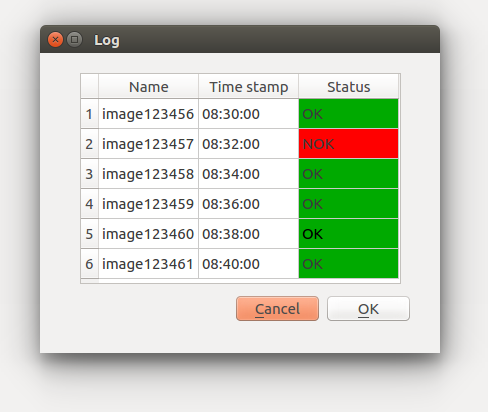 Log
Name Time stamp Status
1 image123456 08:30:00 OK
2 image123457 08:32:00 NOK
3 image123458 08:34:00 OK
4 image123459 08:36:00 OK
5 image123460 08:38:00 OK
6 image123461 08:40:00 OK
Cancel OK